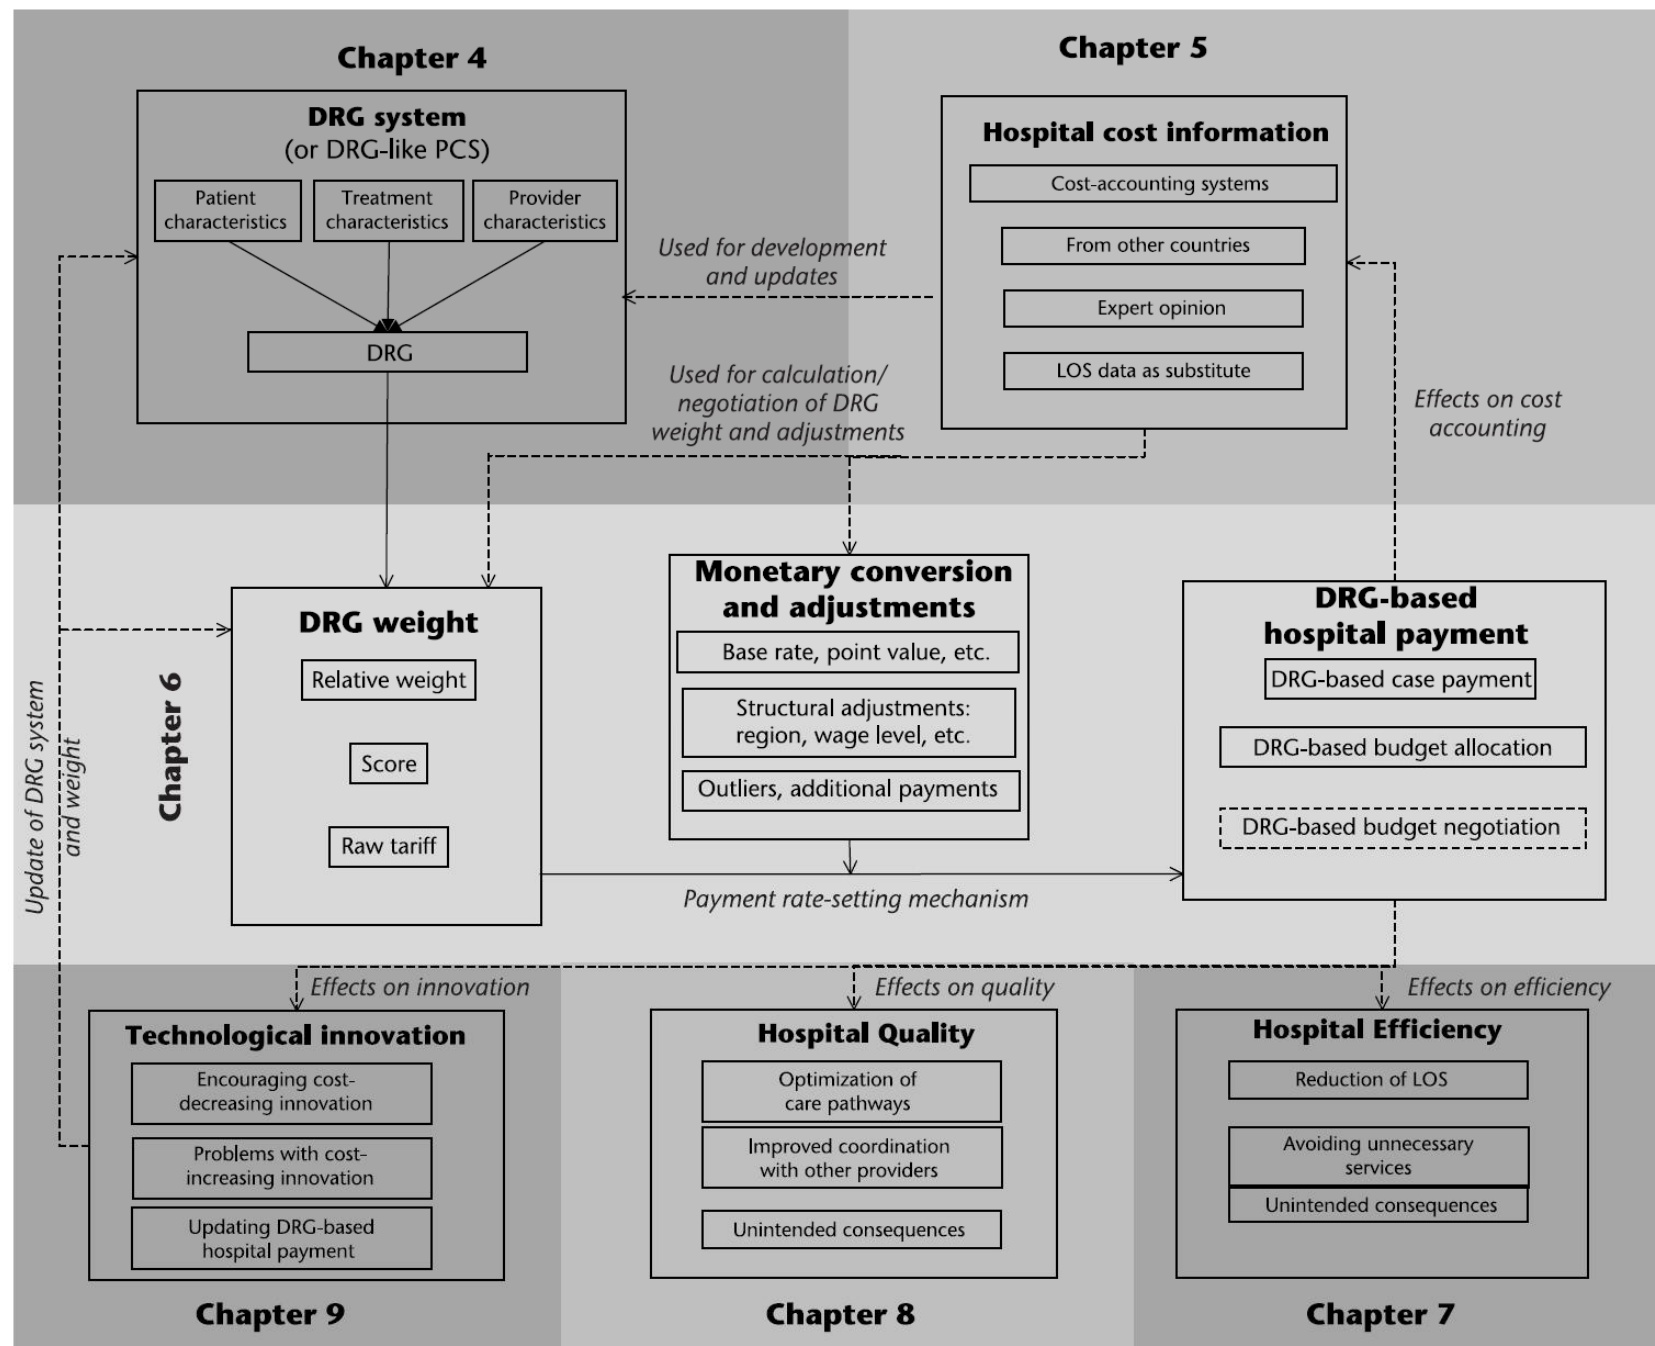 Chapter 4
DRG system
(or DRG-like PCS)
Patient
characteristics
Treatment
characteristics
Provider
characteristics
DRG
Chapter 5
Hospital cost information
Cost-accounting systems
From other countries
Expert opinion
LOS data as substitute
Used for development
and updates
Used for calculation/
negotiation of DRG
weight and adjustments
Effects on cost
accounting
Chapter 6
DRG weight
Relative weight
Score
Raw tariff
Monetary conversion
and adjustments
Base rate, point value, etc.
Structural adjustments:
region, wage level, etc.
Outliers, additional payments
DRG-based
hospital payment
DRG-based case payment
DRG-based budget allocation
DRG-based budget negotiation
Payment rate-setting mechanism
Update of DRG system
and weight
Effects on innovation
Effects on quality
Effects on efficiency
Technological innovation
Encouraging cost-
decreasing innovation
Problems with cost-
increasing innovation
Updating DRG-based
hospital payment
Chapter 9
Hospital Quality
Optimization of
care pathways
Improved coordination
with other providers
Unintended consequences
Chapter 8
Hospital Efficiency
Reduction of LOS
Avoiding unnecessary
services
Unintended consequences
Chapter 7